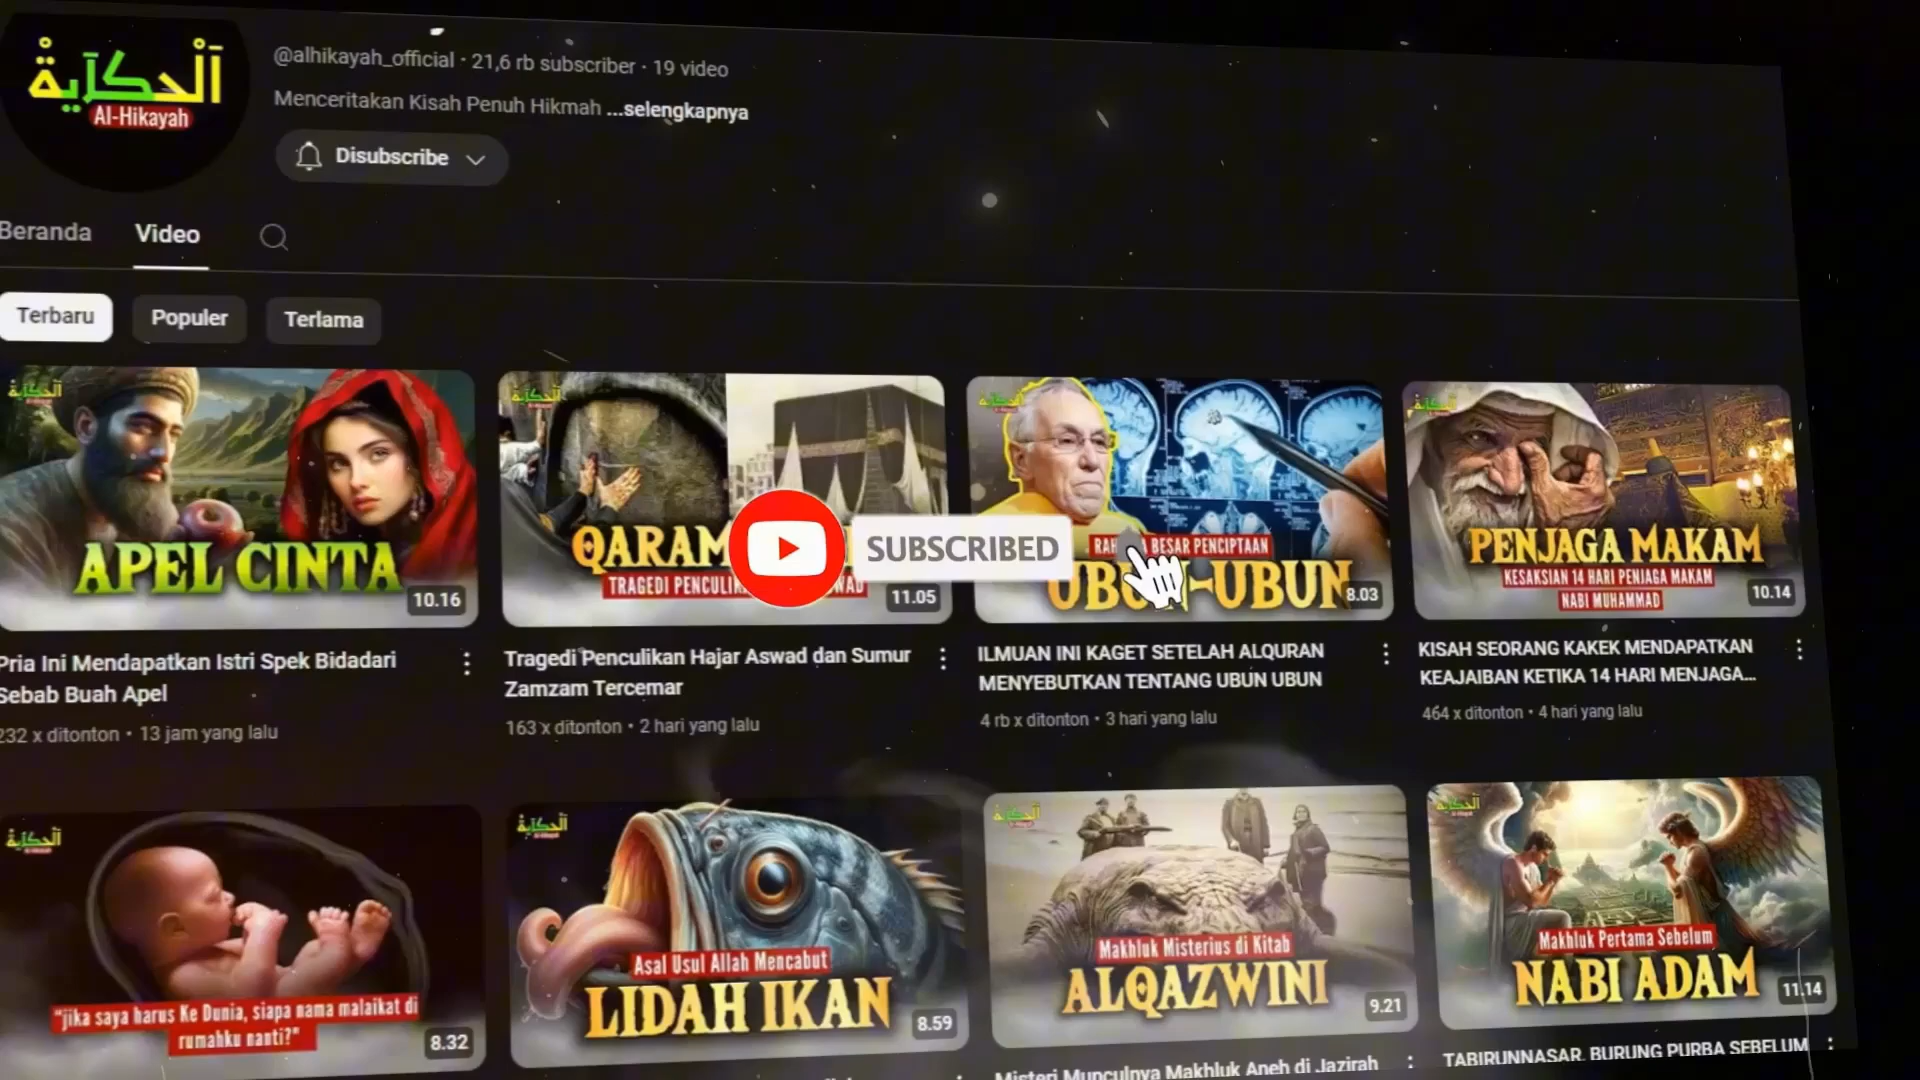 اَلْحِكَايَةْ
Al-Hikayah
@alhikayah_official · 21,6 rb subscriber · 19 video
Menceritakan Kisah Penuh Hikmah ...selengkapnya
Disubscribe
Beranda
Video
Terbaru
Populer
Terlama
APEL CINTA
10.16
QARAM
TRAGEDI
11.05
SUBSCRIBED
BESAR PENCIPTAAN
UBUN-UBUN
8.03
PENJAGA MAKAM
KESAKSIAN 14 HARI PENJAGA MAKAM
NABI MUHAMMAD
10.14
Pria Ini Mendapatkan Istri Spek Bidadari
Sebab Buah Apel
232 x ditonton · 13 jam yang lalu
Tragedi Penculikan Hajar Aswad dan Sumur
Zamzam Tercemar
163 x ditonton · 2 hari yang lalu
ILMUAN INI KAGET SETELAH ALQURAN
MENYEBUTKAN TENTANG UBUN UBUN
4 rb x ditonton · 3 hari yang lalu
KISAH SEORANG KAKEK MENDAPATKAN
KEAJAIBAN KETIKA 14 HARI MENJAGA...
464 x ditonton · 4 hari yang lalu
"jika saya harus Ke Dunia, siapa nama malaikat di
rumahku nanti?"
8.32
Asal Usul Allah Mencabut
LIDAH IKAN
8.59
Makhluk Misterius di Kitab
ALQAZWINI
9.21
Makhluk Pertama Sebelum
NABI ADAM
11.14
Misteri Munculnya Makhluk Aneh di Jazirah
TABIRUNNASAR, BURUNG PURBA SEBELUM